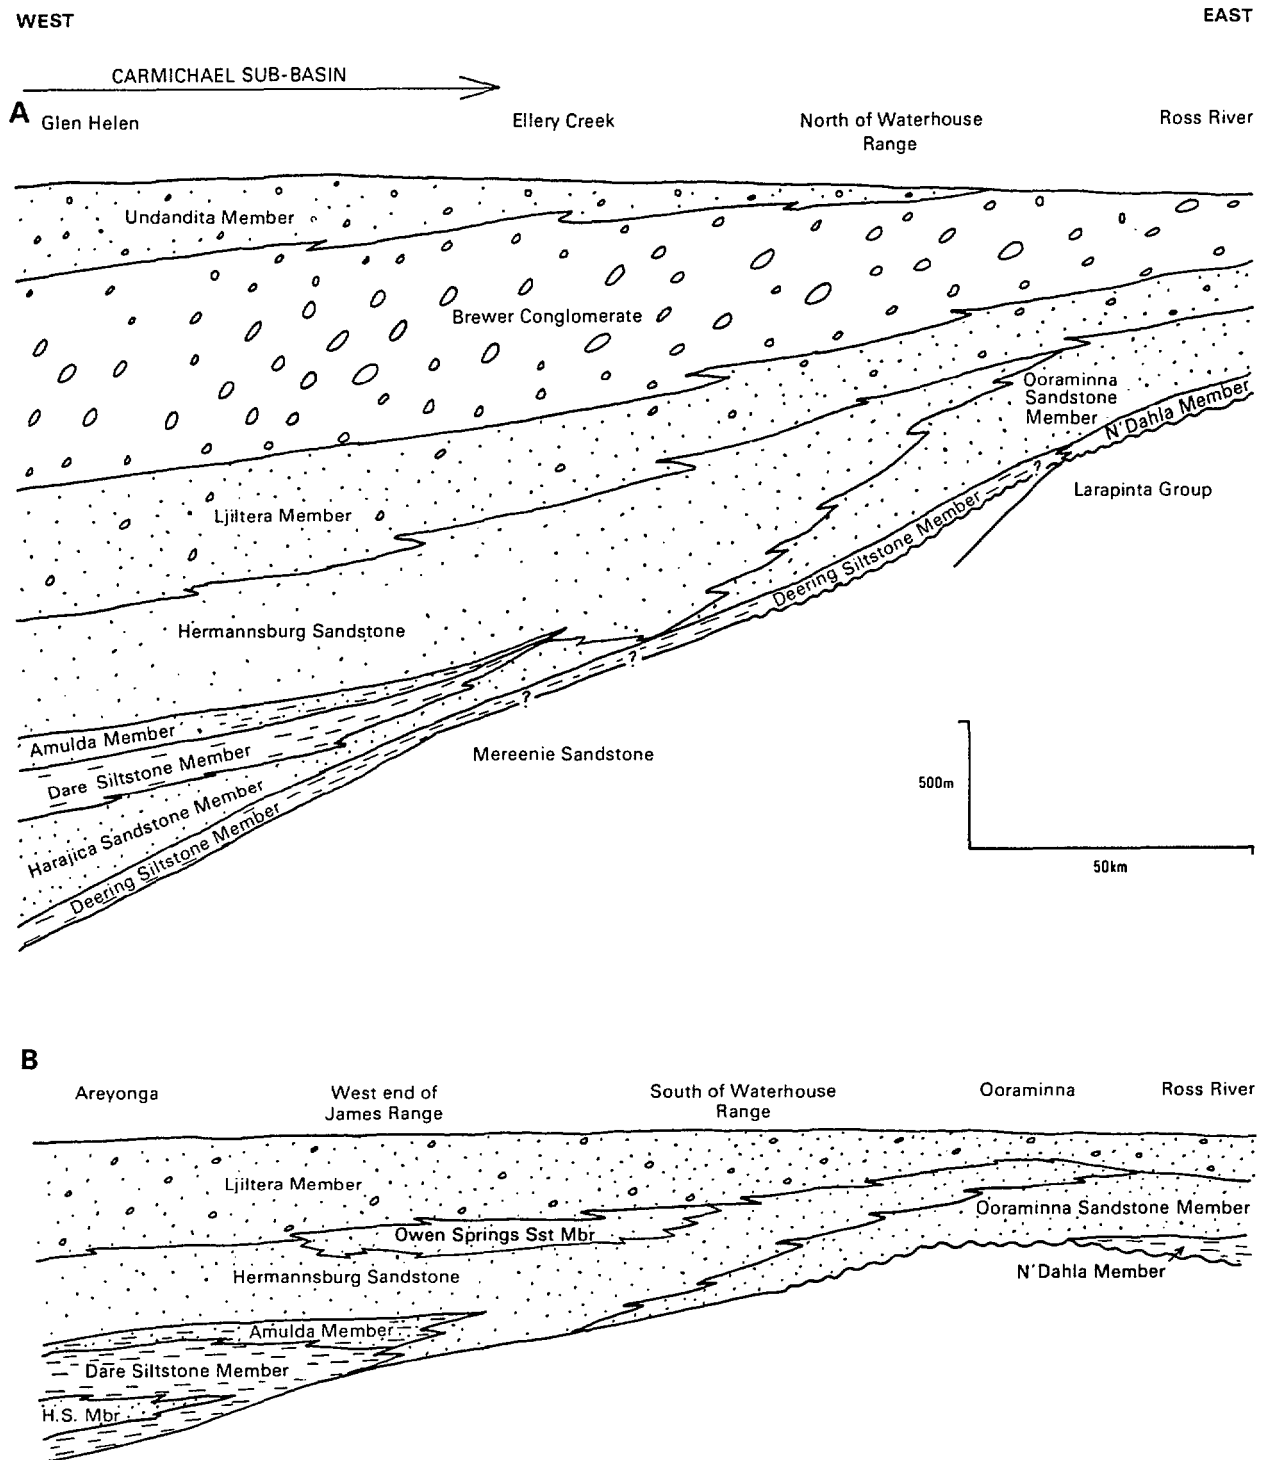 WEST
EAST
CARMICHAEL SUB-BASIN
A
Glen Helen
Ellery Creek
North of Waterhouse
Range
Ross River
Undandita Member
Brewer Conglomerate
Ooraminna
Sandstone
Member
N'Dahla Member
Larapinta Group
?
Deering Siltstone Member
Ljiltera Member
Hermannsburg Sandstone
?
?
Amulda Member
Dare Siltstone Member
Harajica Sandstone Member
Deering Siltstone Member
Mereenie Sandstone
500m
50km
B
Areyonga
West end of
James Range
South of Waterhouse
Range
Ooraminna
Ross River
Ljiltera Member
Owen Springs Sst Mbr
Ooraminna Sandstone Member
Hermannsburg Sandstone
N'Dahla Member
Amulda Member
Dare Siltstone Member
H.S. Mbr